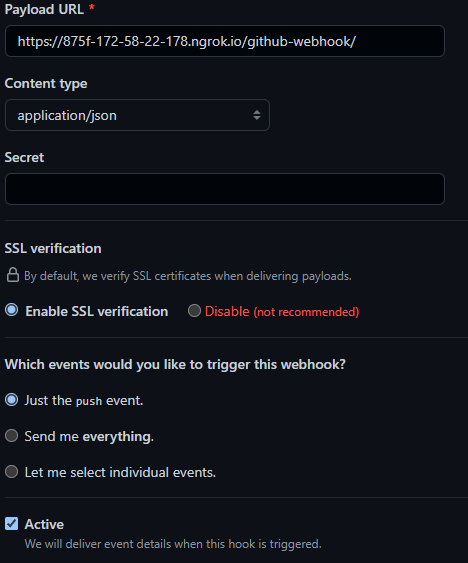 Payload URL *
https://875f-172-58-22-178.ngrok.io/github-webhook/
Content type
application/json
Secret
SSL verification
By default, we verify SSL certificates when delivering payloads.
Enable SSL verification Disable (not recommended)
Which events would you like to trigger this webhook?
Just the push event.
Send me everything.
Let me select individual events.
Active
We will deliver event details when this hook is triggered.